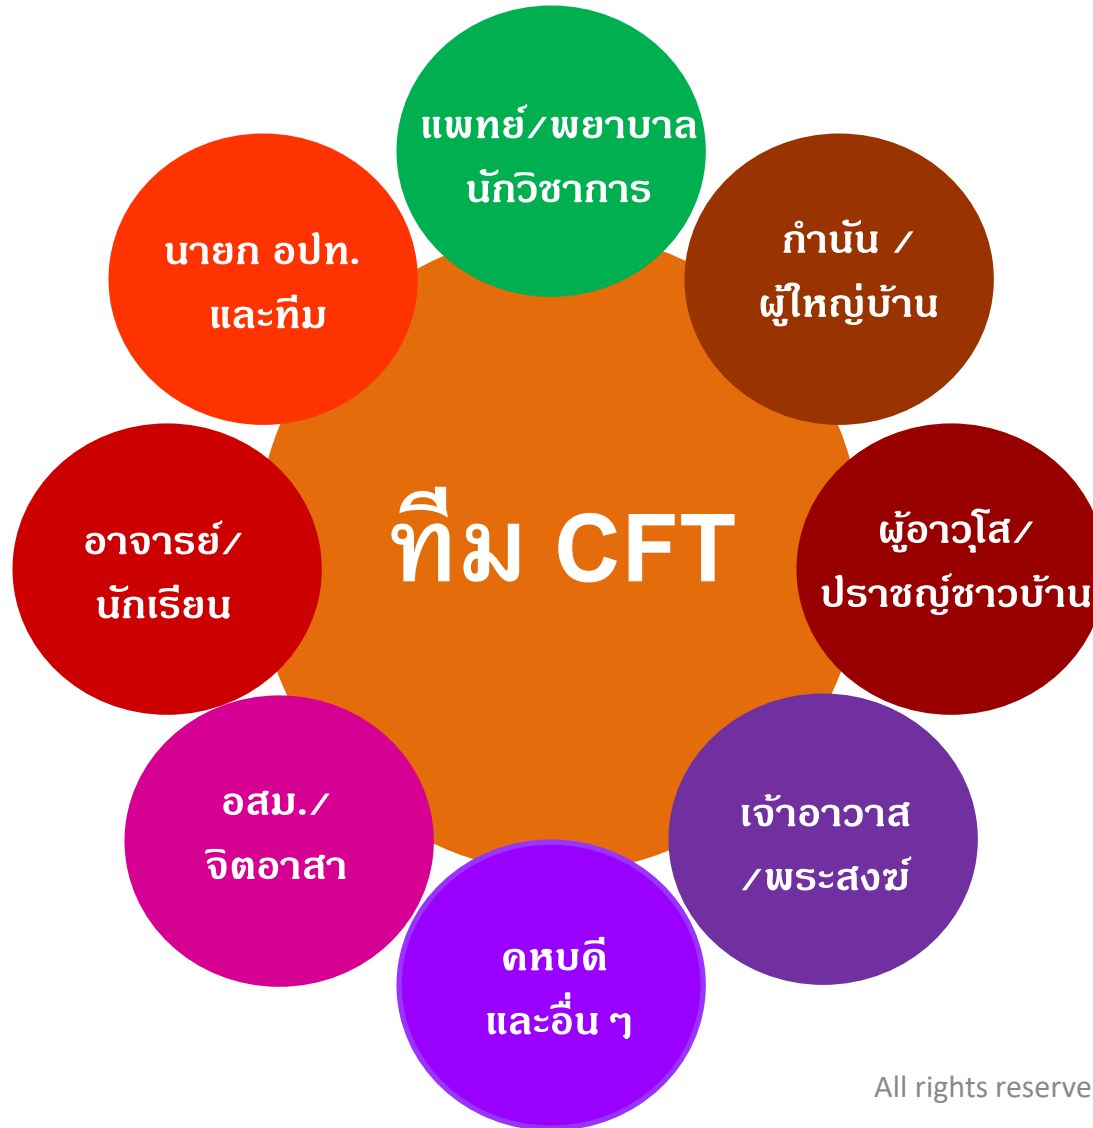 แพทย์/พยาบาล
นักวิชาการ
กำนัน /
ผู้ใหญ่บ้าน
ผู้อาวุโส/
ปราชญ์ชาวบ้าน
เจ้าอาวาส
/พระสงฆ์
คหบดี
และอื่น ๆ
อสม./
จิตอาสา
อาจารย์/
นักเรียน
นายก อปท.
และทีม
ทีม CFT
All rights reserve